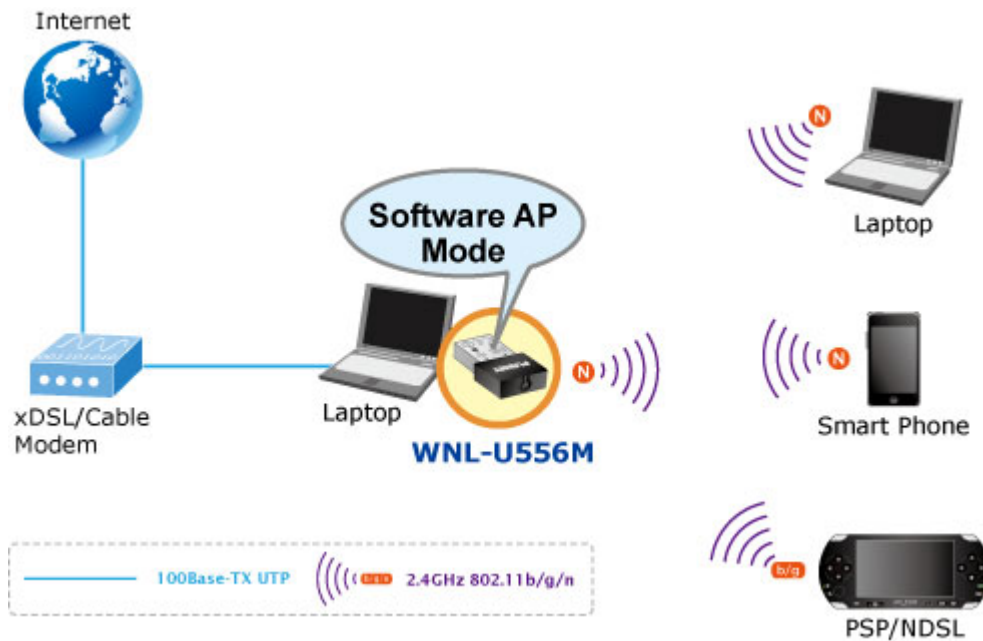 Internet
Software AP
Mode
N
Laptop
xDSL/Cable
Modem
Laptop
N
WNL-U556M
N
Smart Phone
100Base-TX UTP
b/g/n
2.4GHz 802.11b/g/n
b/g
PSP/NDSL